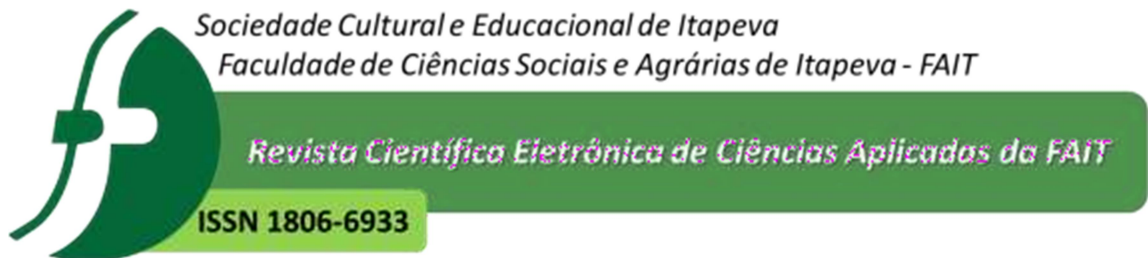 Sociedade Cultural e Educacional de Itapeva
Faculdade de Ciências Sociais e Agrárias de Itapeva - FAIT
Revista Científica Eletrônica de Ciências Aplicadas da FAIT
ISSN 1806-6933